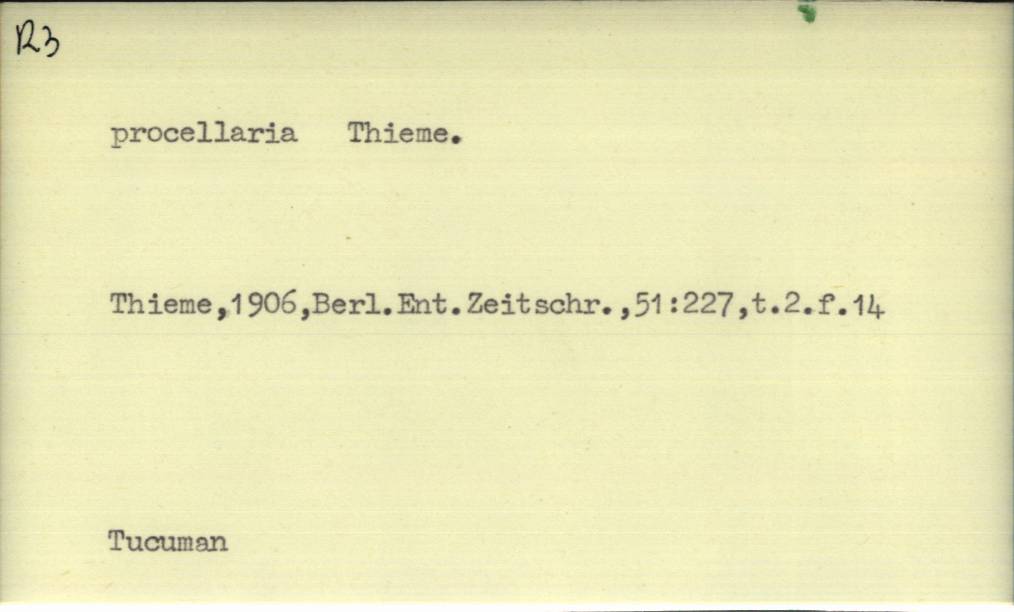 R3
procellaria Thieme.
Thieme,1906,Berl.Ent.Zeitschr.,51:227,t.2.f.14
Tucuman